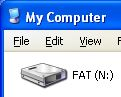 My Computer
File Edit View F
FAT (N:)